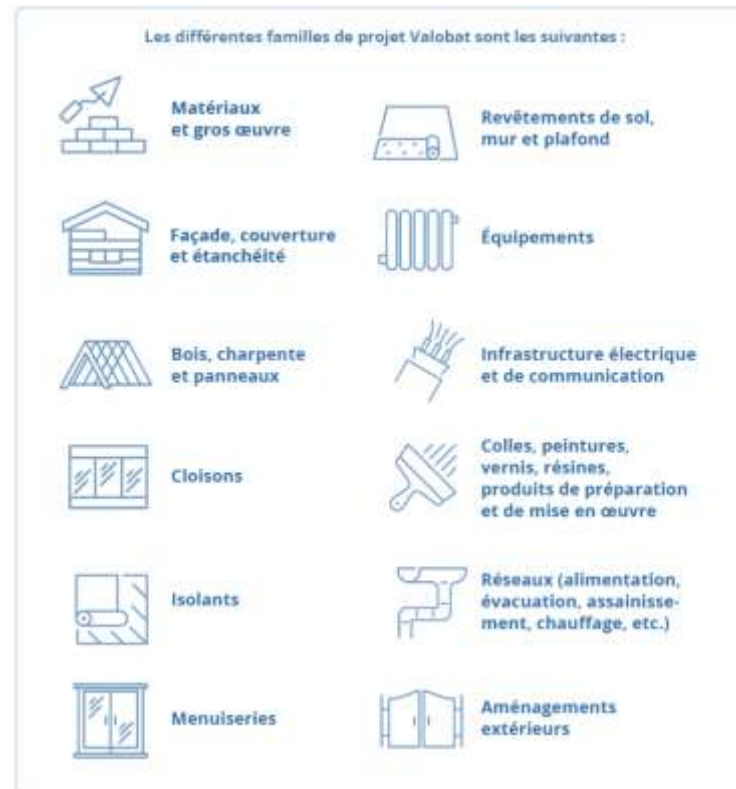 Les différentes familles de projet Valobat sont les suivantes :
Matériaux
et gros œuvre
Revêtements de sol,
mur et plafond
Façade, couverture
et étanchéité
Équipements
Bois, charpente
et panneaux
Infrastructure électrique
et de communication
Cloisons
Colles, peintures,
vernis, résines,
produits de préparation
et de mise en œuvre
Isolants
Réseaux (alimentation,
évacuation, assainisse-
ment, chauffage, etc.)
Menuiseries
Aménagements
extérieurs